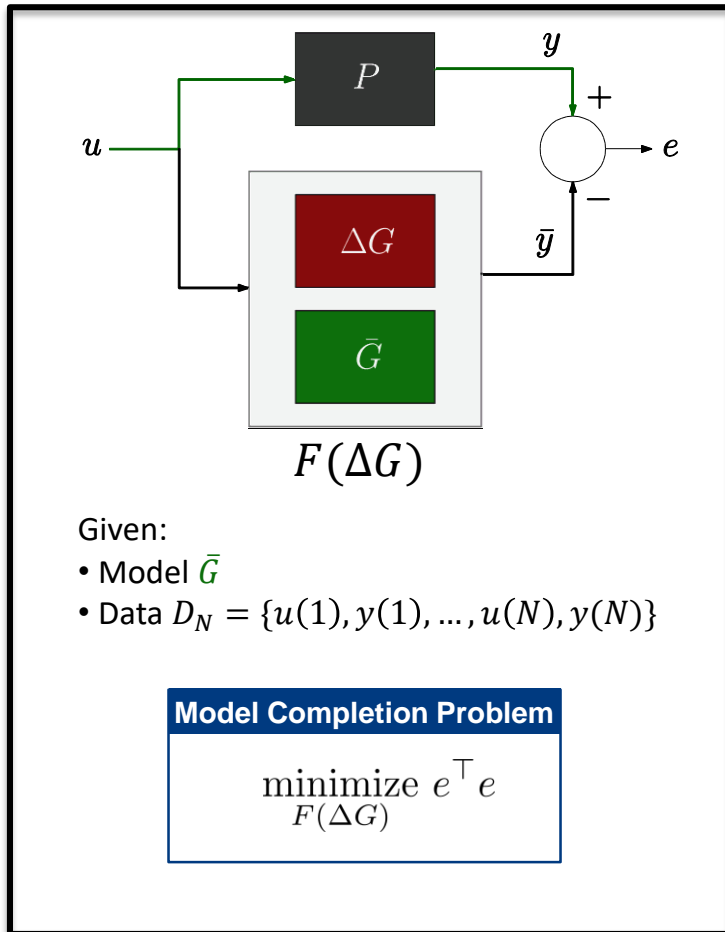 y
P
+
u
e
−
ΔG
ȳ
Ḡ
F(ΔG)
Given:
• Model Ḡ
• Data D_N = {u(1), y(1), … , u(N), y(N)}
Model Completion Problem
minimize e^⊤ e
F(ΔG)